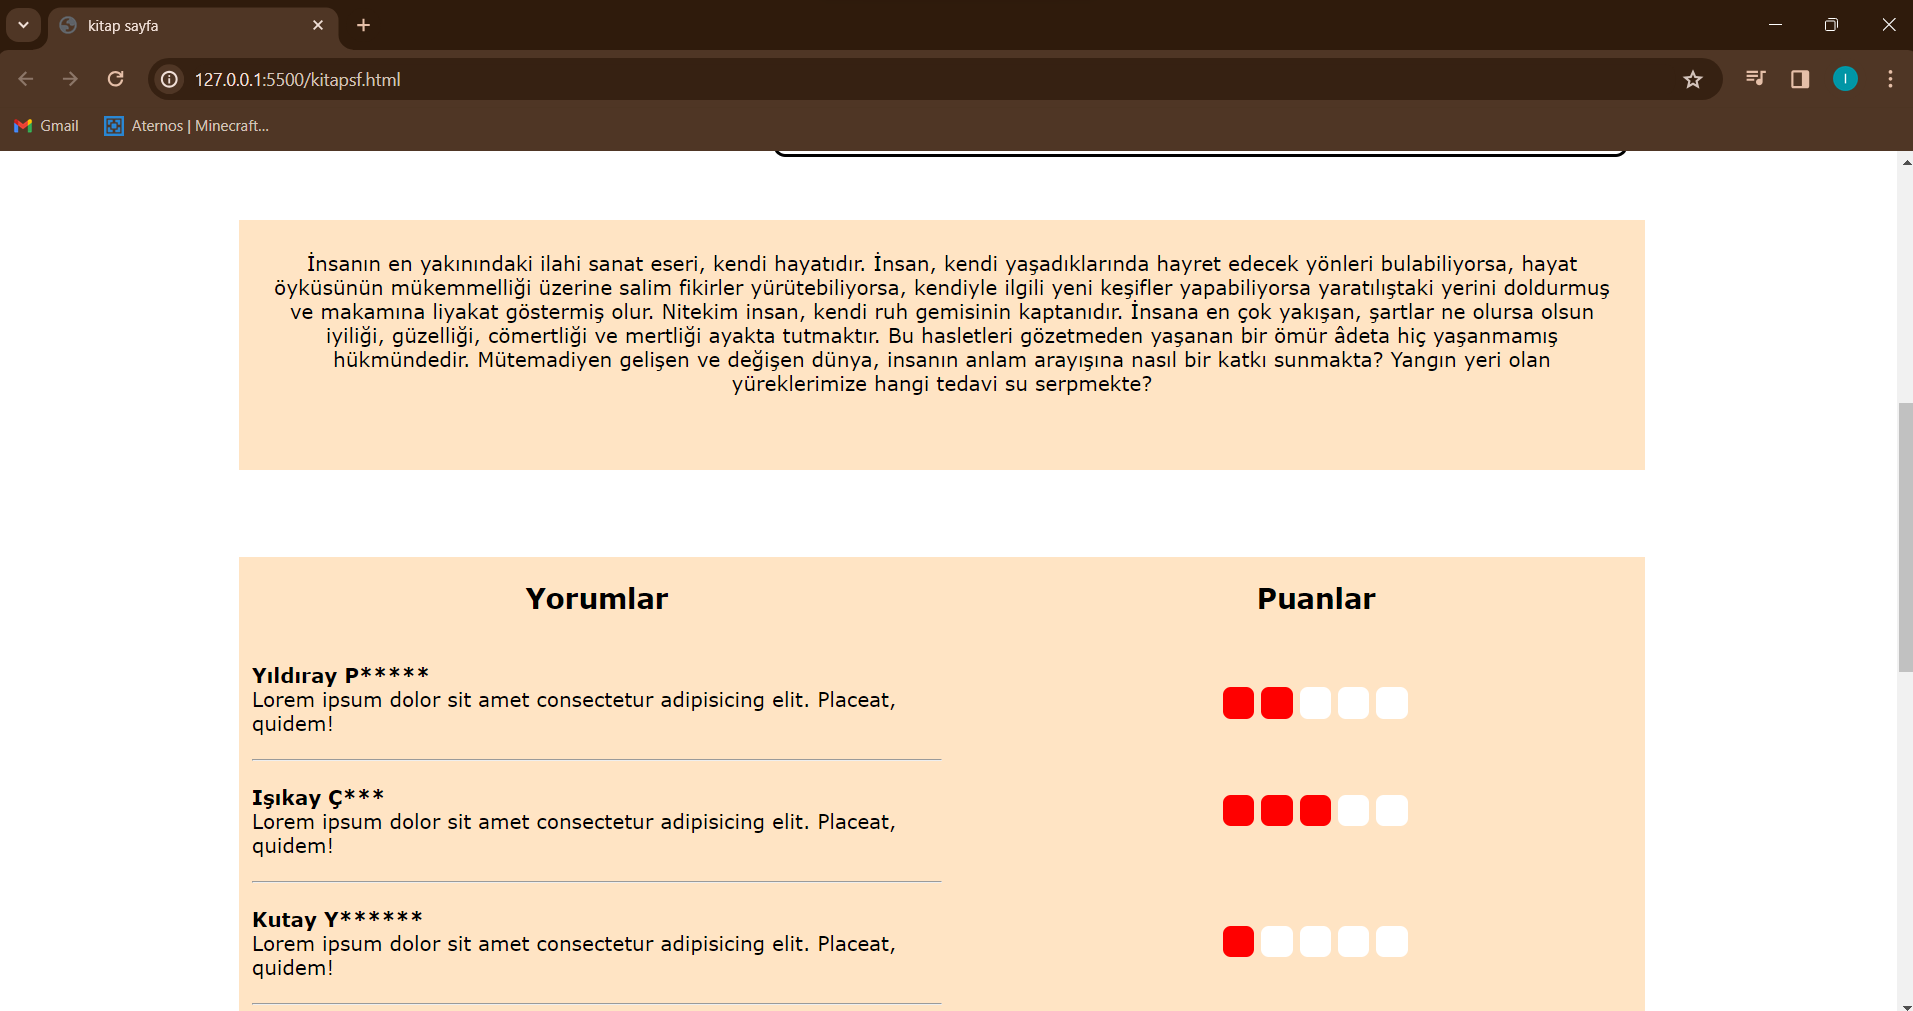 kitap sayfa
127.0.0.1:5500/kitapsf.html
I
Gmail
Aternos | Minecraft...
İnsanın en yakınındaki ilahi sanat eseri, kendi hayatıdır. İnsan, kendi yaşadıklarında hayret edecek yönleri bulabiliyorsa, hayat
öyküsünün mükemmelliği üzerine salim fikirler yürütebiliyorsa, kendiyle ilgili yeni keşifler yapabiliyorsa yaratılıştaki yerini doldurmuş
ve makamına liyakat göstermiş olur. Nitekim insan, kendi ruh gemisinin kaptanıdır. İnsana en çok yakışan, şartlar ne olursa olsun
iyiliği, güzelliği, cömertliği ve mertliği ayakta tutmaktır. Bu hasletleri gözetmeden yaşanan bir ömür âdeta hiç yaşanmamış
hükmündedir. Mütemadiyen gelişen ve değişen dünya, insanın anlam arayışına nasıl bir katkı sunmakta? Yangın yeri olan
yüreklerimize hangi tedavi su serpmekte?
Yorumlar
Puanlar
Yıldıray P*****
Lorem ipsum dolor sit amet consectetur adipisicing elit. Placeat,
quidem!
Işıkay Ç***
Lorem ipsum dolor sit amet consectetur adipisicing elit. Placeat,
quidem!
Kutay Y******
Lorem ipsum dolor sit amet consectetur adipisicing elit. Placeat,
quidem!